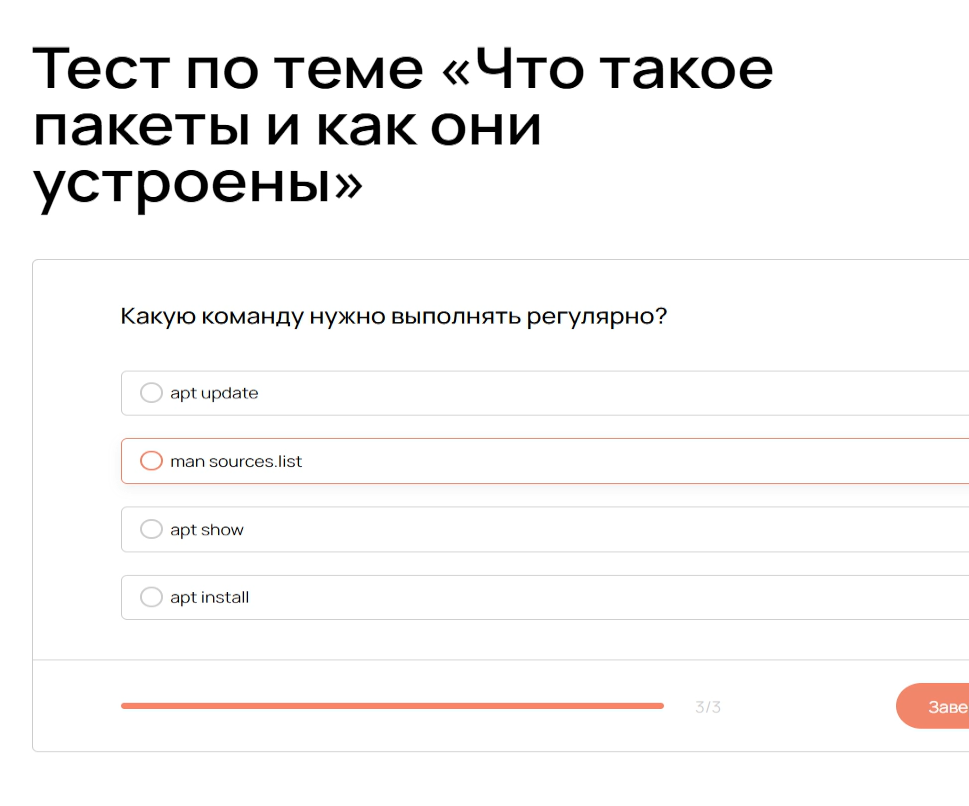 Тест по теме «Что такое
пакеты и как они
устроены»
Какую команду нужно выполнять регулярно?
apt update
man sources.list
apt show
apt install
3/3
Заве